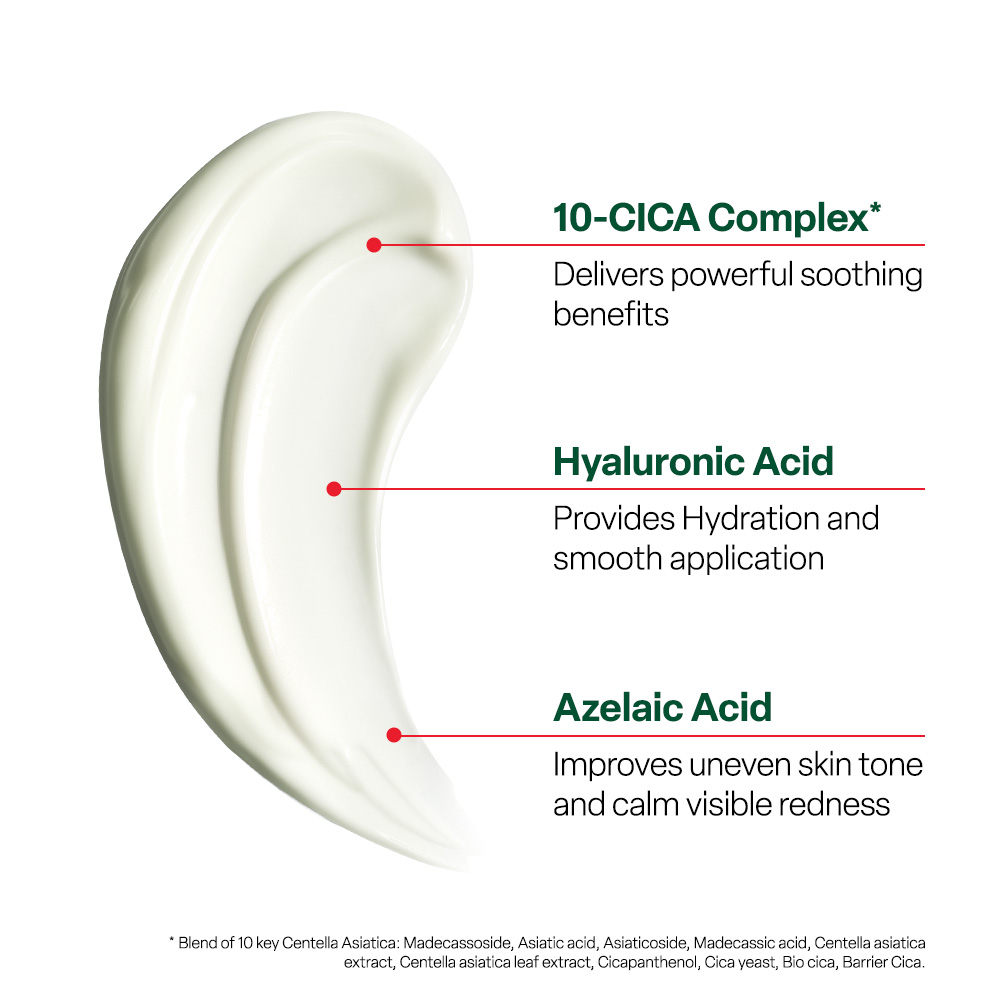 10-CICA Complex*
Delivers powerful soothing
benefits
Hyaluronic Acid
Provides Hydration and
smooth application
Azelaic Acid
Improves uneven skin tone
and calm visible redness
* Blend of 10 key Centella Asiatica: Madecassoside, Asiatic acid, Asiaticoside, Madecassic acid, Centella asiatica
extract, Centella asiatica leaf extract, Cicapanthenol, Cica yeast, Bio cica, Barrier Cica.